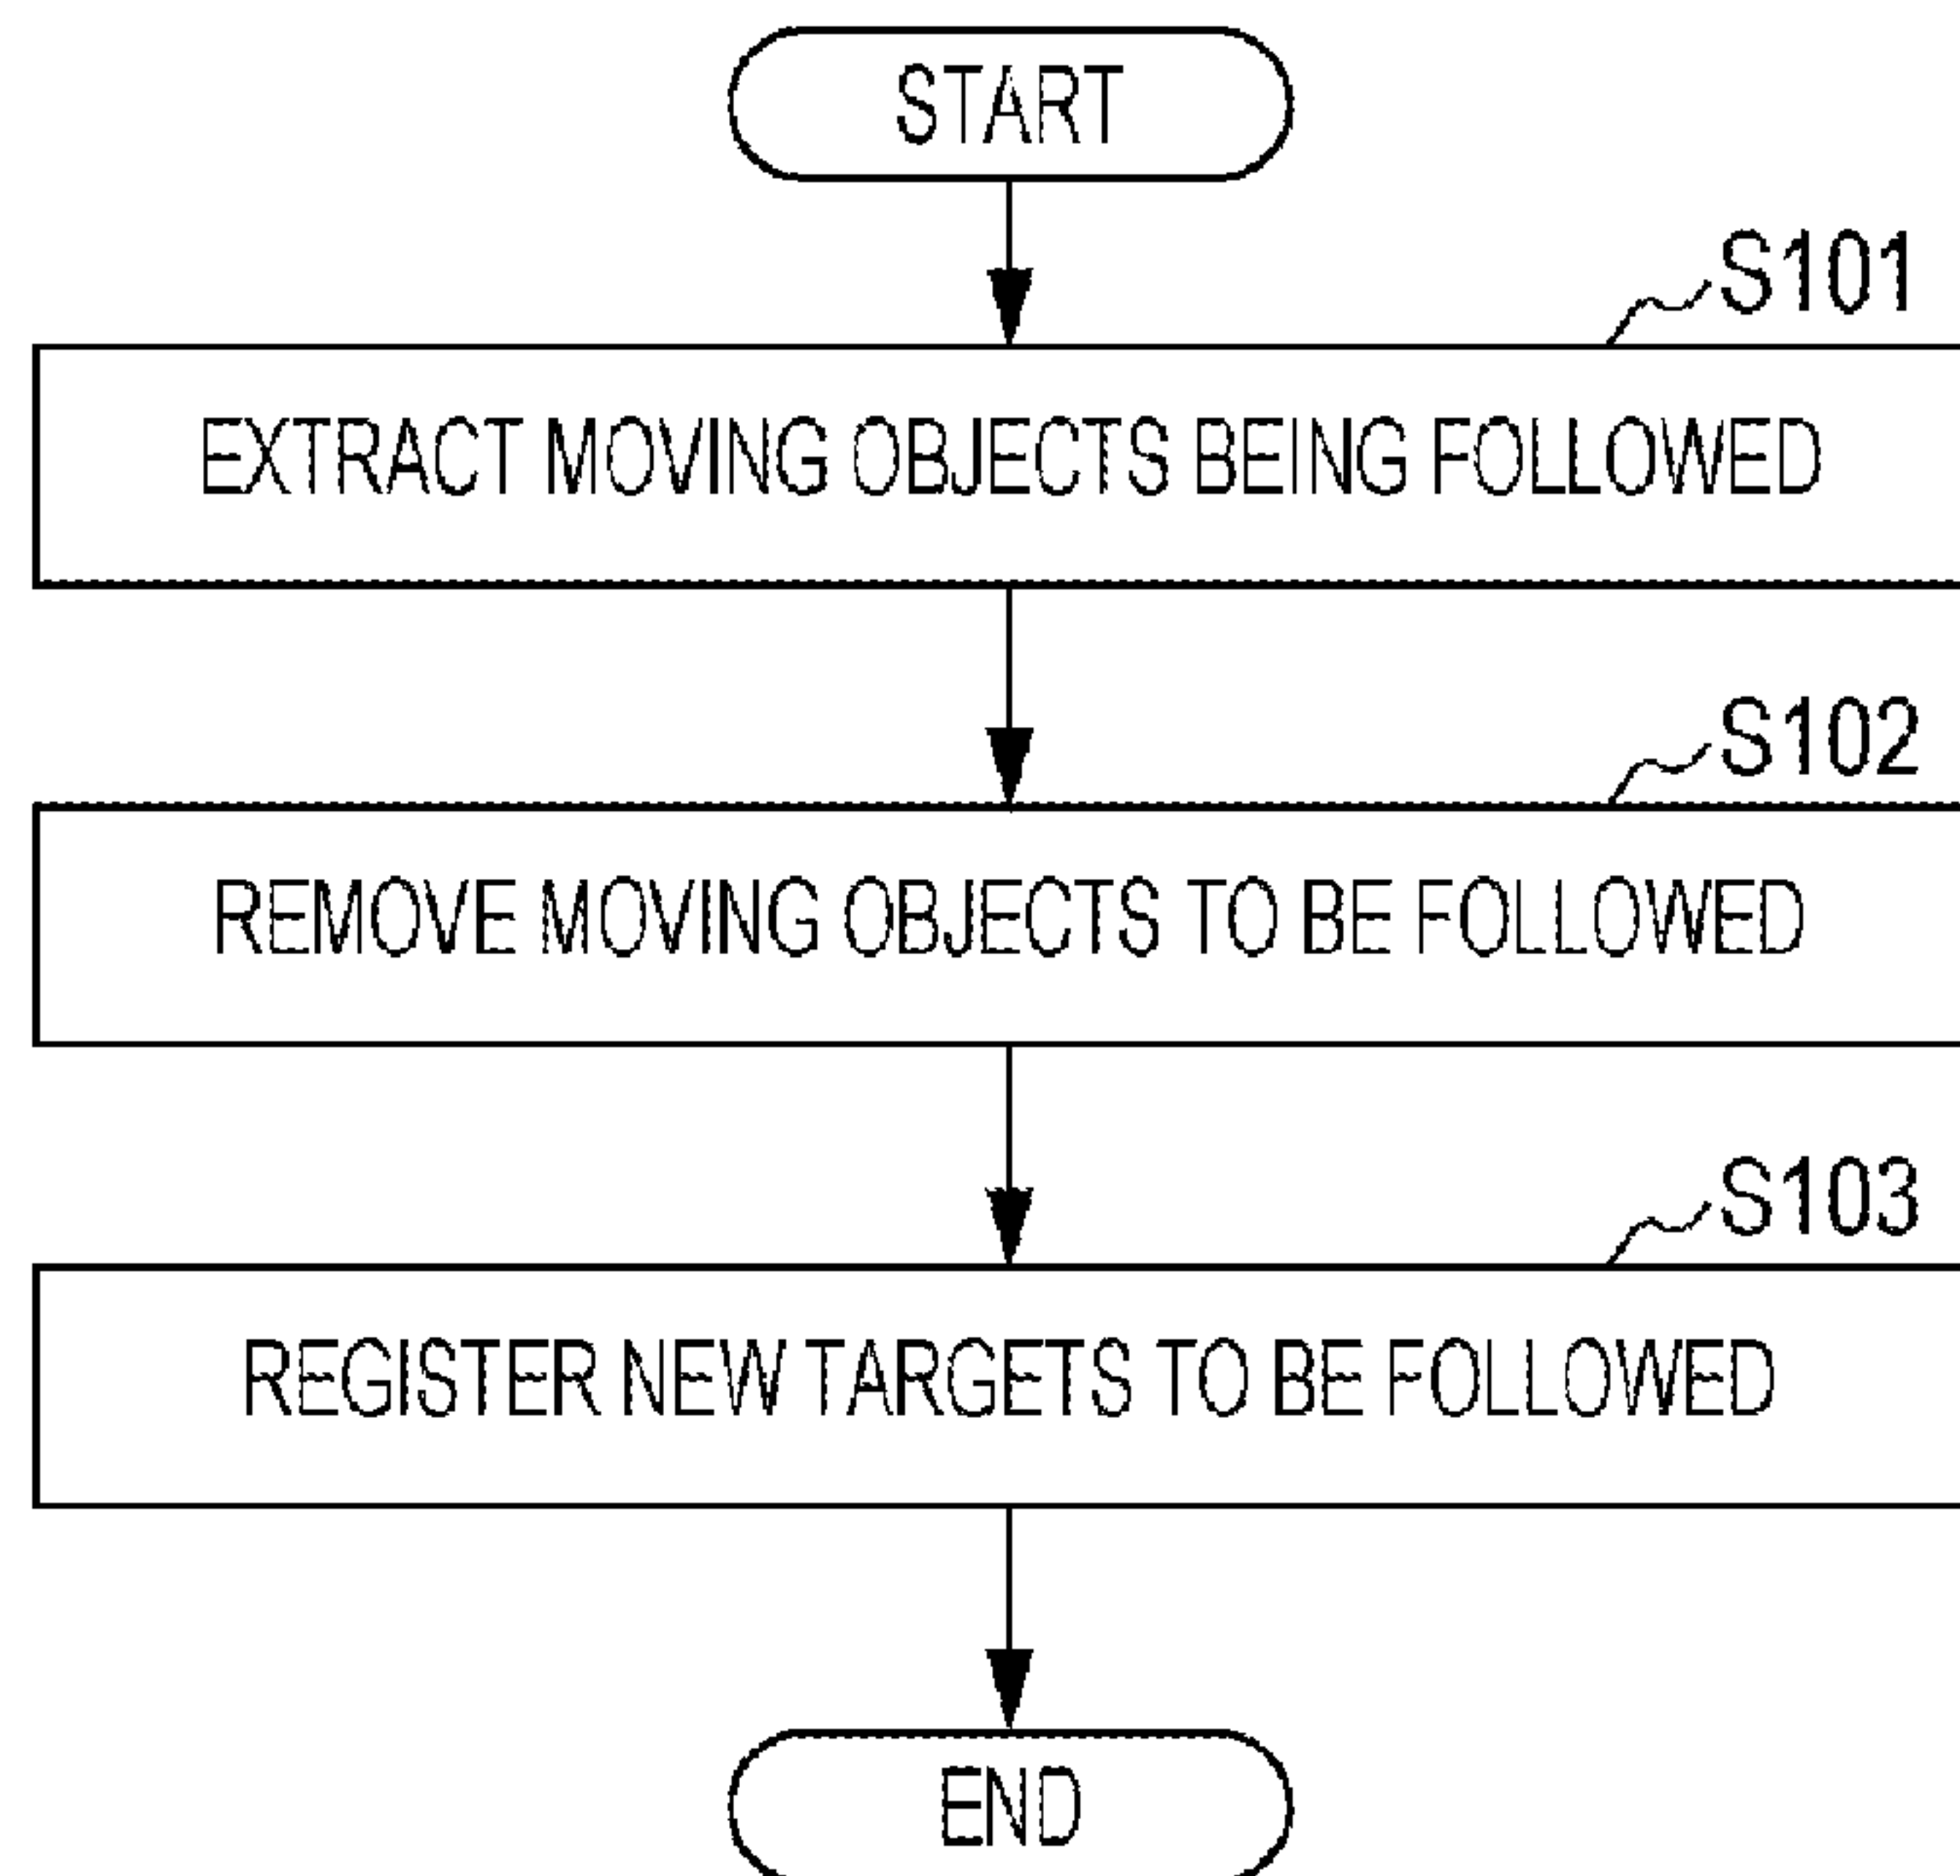 START
S101
EXTRACT MOVING OBJECTS BEING FOLLOWED
S102
REMOVE MOVING OBJECTS TO BE FOLLOWED
S103
REGISTER NEW TARGETS TO BE FOLLOWED
END